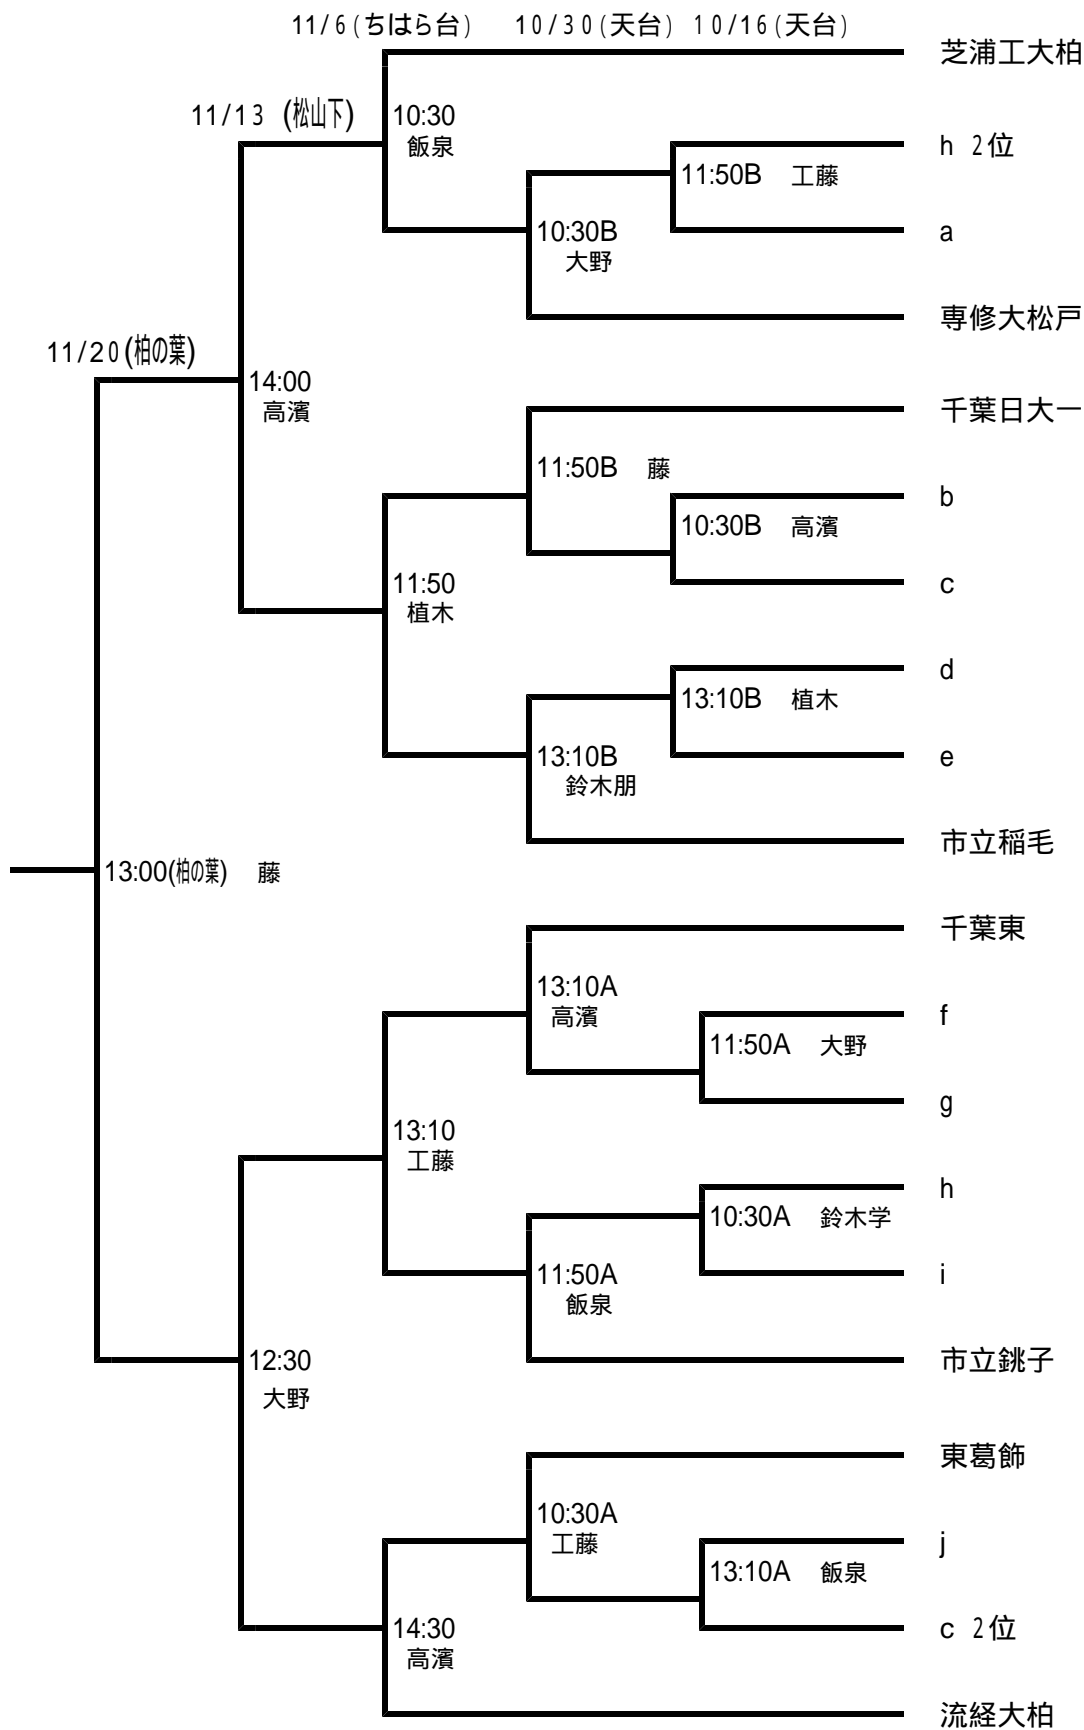 11/6(ちはら台) 10/30(天台) 10/16(天台)
芝浦工大柏
11/13 (松山下)
10:30
飯泉
h 2位
11:50B 工藤
10:30B
大野
a
専修大松戸
11/20(柏の葉)
14:00
高濱
千葉日大一
11:50B 藤
b
10:30B 高濱
c
11:50
植木
d
13:10B 植木
13:10B
鈴木朋
e
市立稲毛
13:00(柏の葉) 藤
千葉東
13:10A
高濱
f
11:50A 大野
g
13:10
工藤
h
10:30A 鈴木学
11:50A
飯泉
i
市立銚子
12:30
大野
東葛飾
10:30A
工藤
j
13:10A 飯泉
c 2位
14:30
高濱
流経大柏